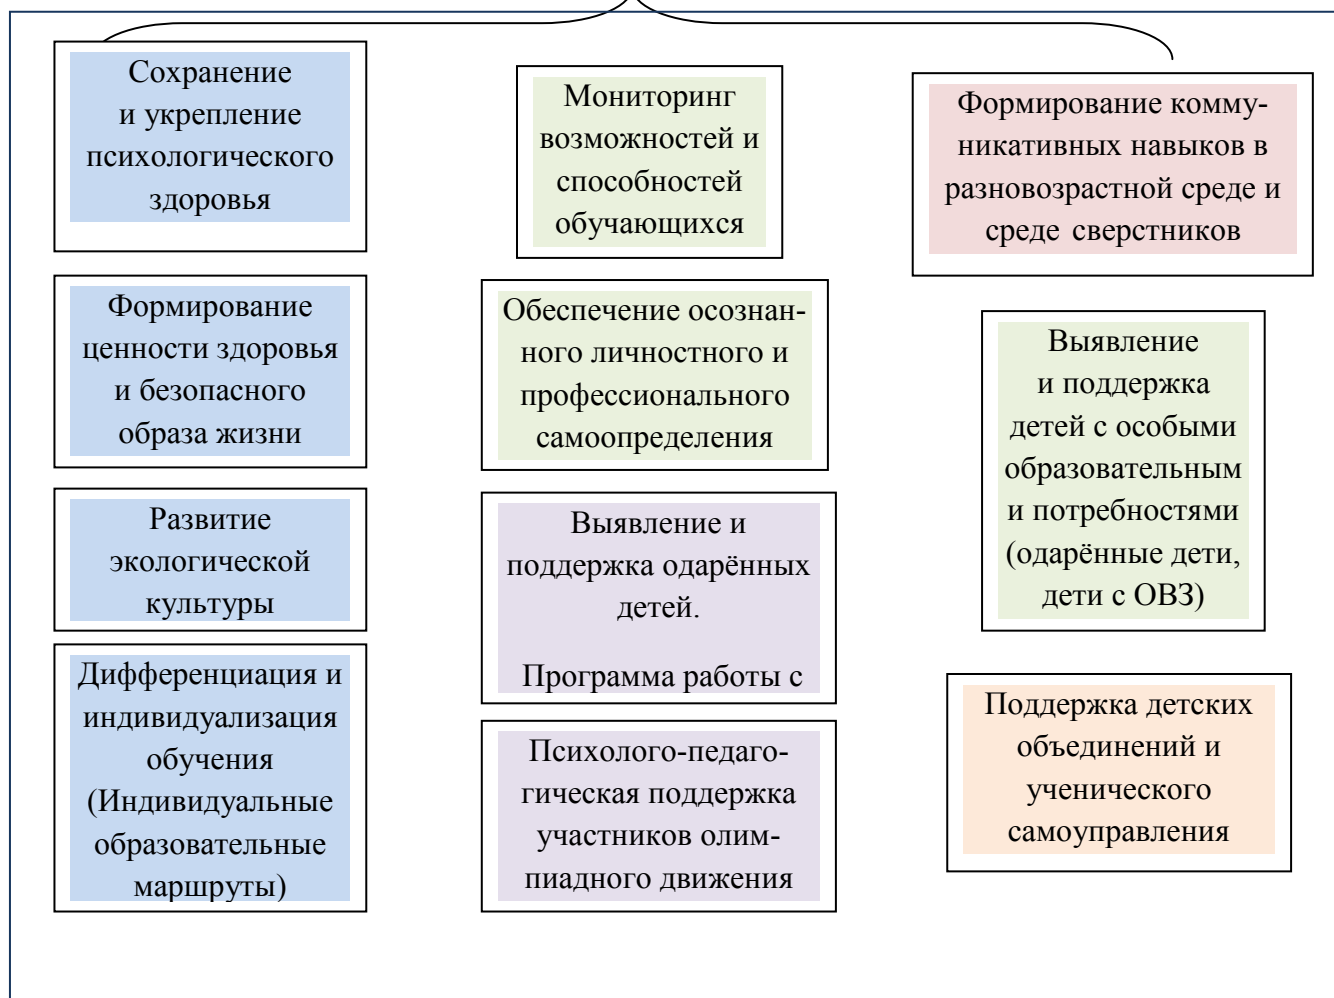 Сохранение
и укрепление
психологического
здоровья
Формирование
ценности здоровья
и безопасного
образа жизни
Развитие
экологической
культуры
Дифференциация и
индивидуализация
обучения
(Индивидуальные
образовательные
маршруты)
Мониторинг
возможностей и
способностей
обучающихся
Обеспечение осознан-
ного личностного и
профессионального
самоопределения
Выявление и
поддержка одарённых
детей.
Программа работы с
Психолого-педаго-
гическая поддержка
участников олим-
пиадного движения
Формирование комму-
никативных навыков в
разновозрастной среде и
среде сверстников
Выявление
и поддержка
детей с особыми
образовательным
и потребностями
(одарённые дети,
дети с ОВЗ)
Поддержка детских
объединений и
ученического
самоуправления